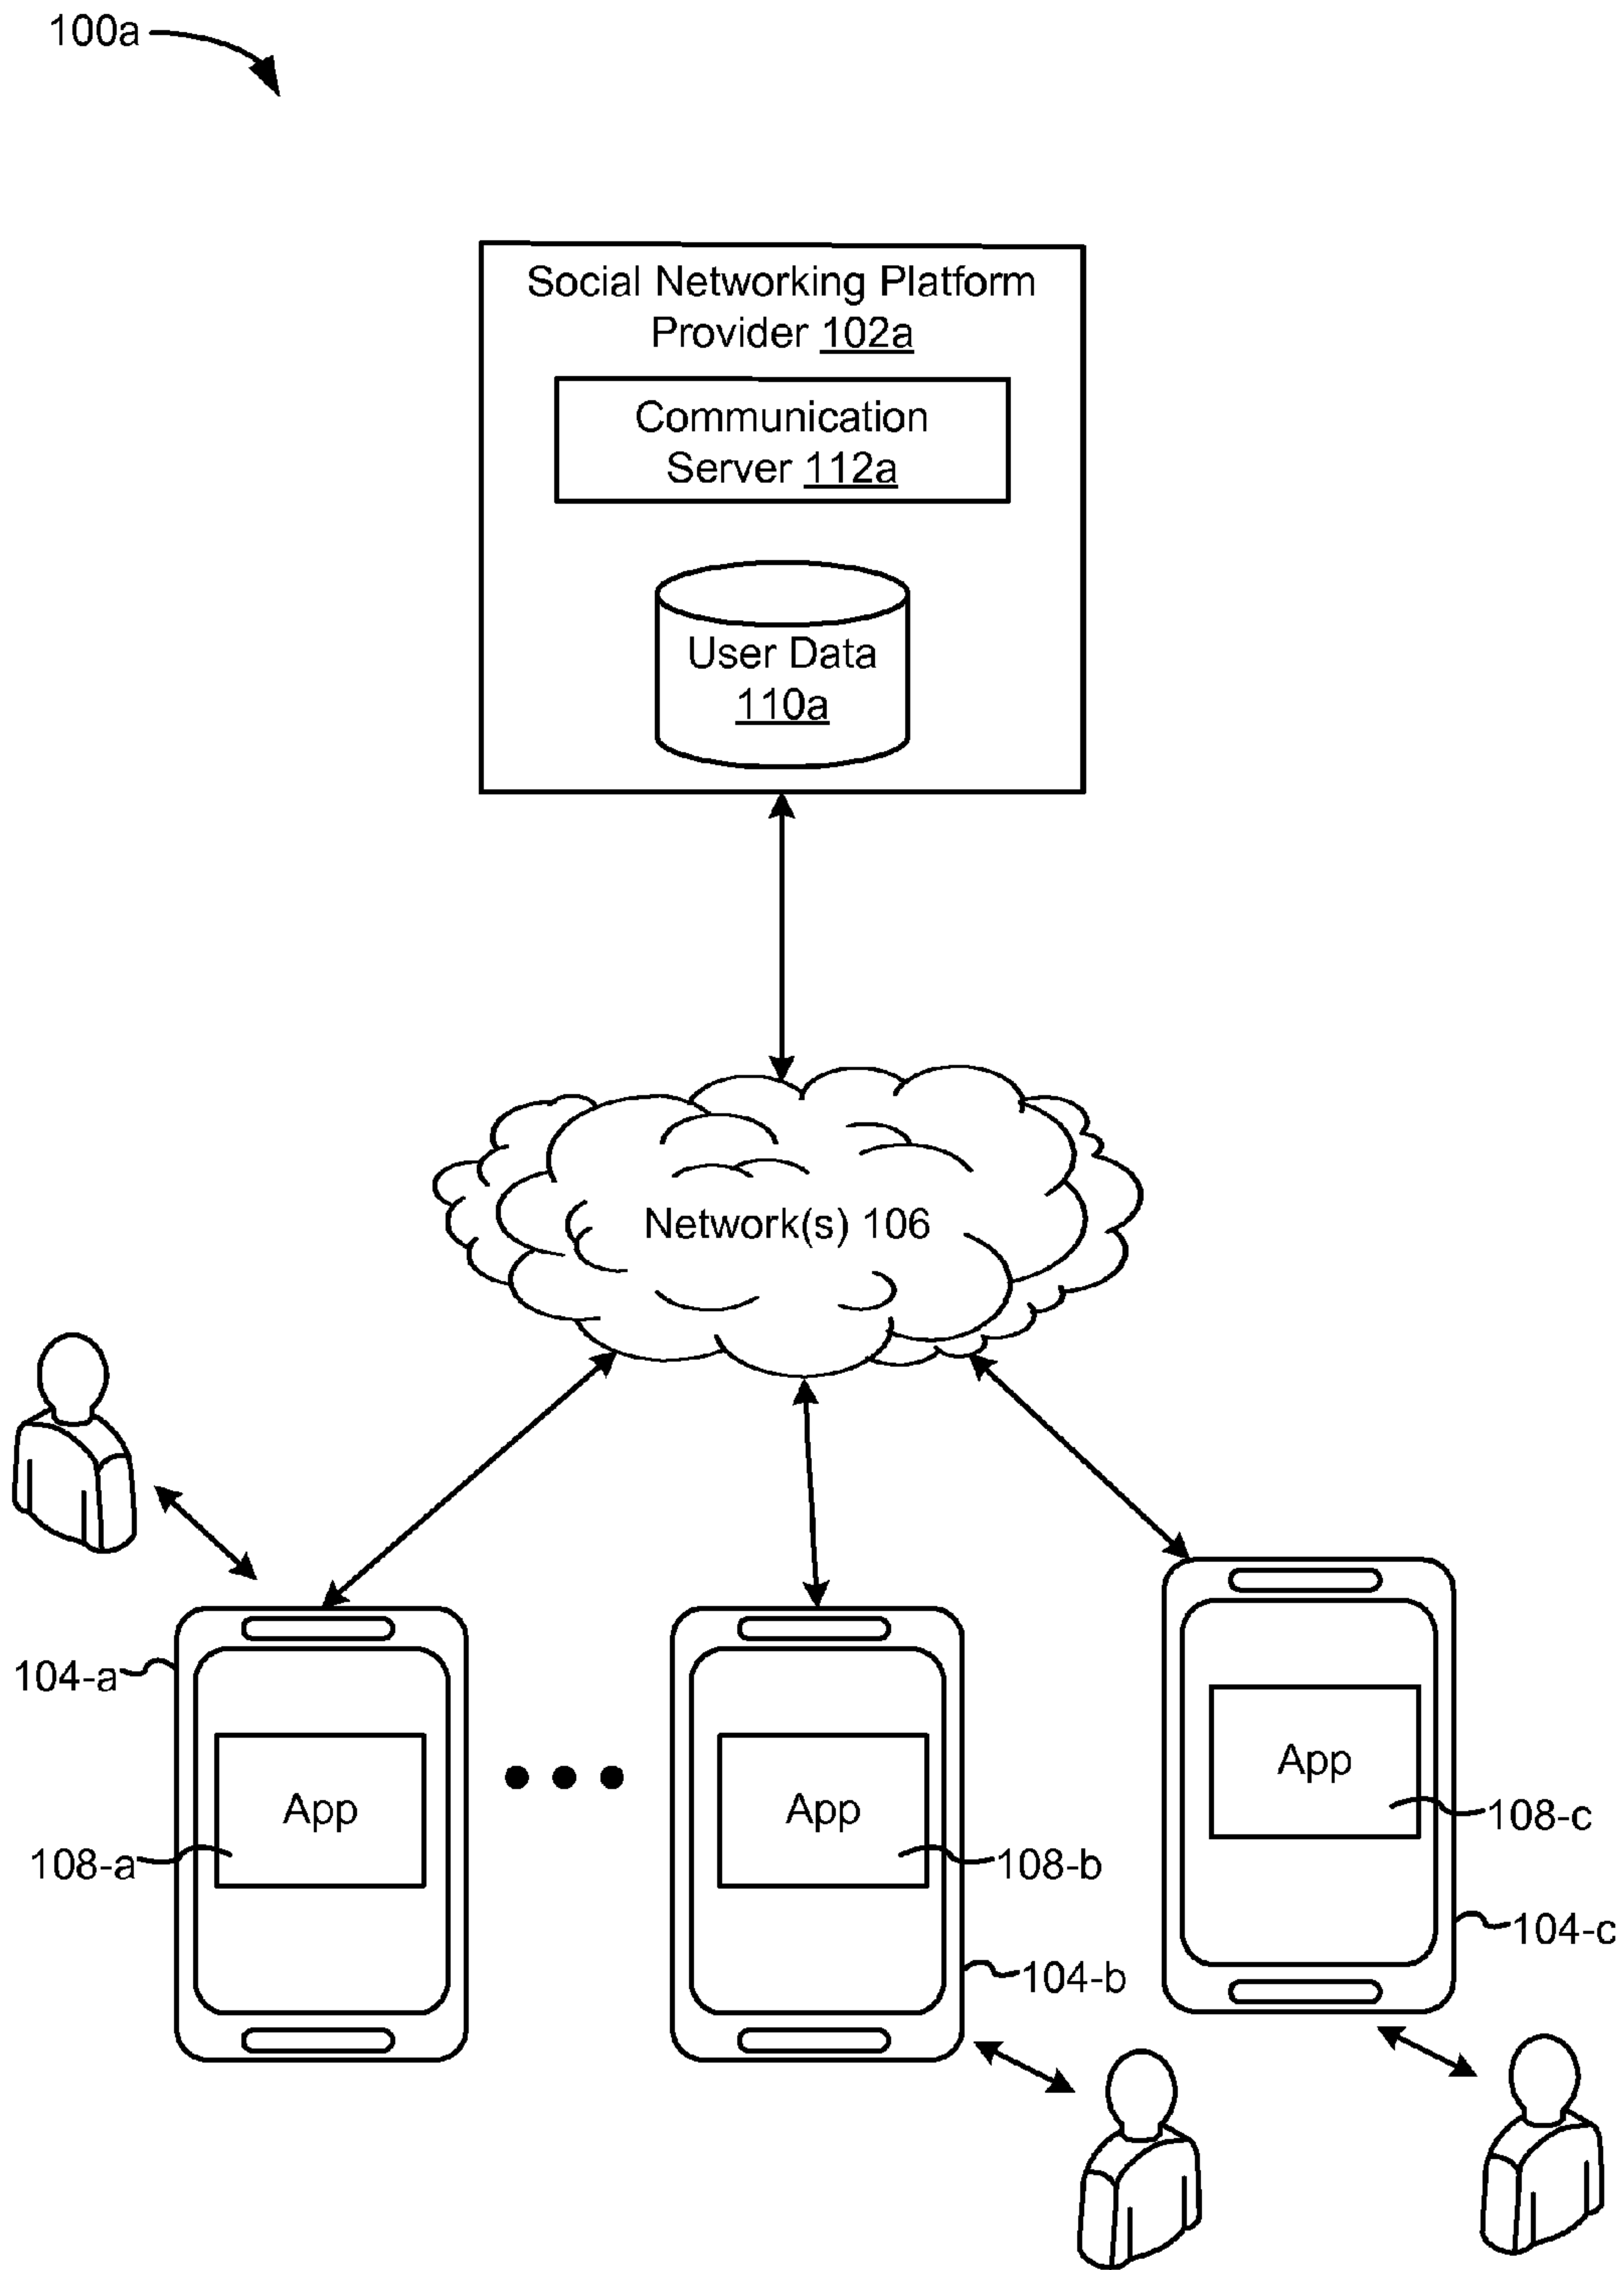 100a
Social Networking Platform
Provider 102a
Communication
Server 112a
User Data
110a
Network(s) 106
104-a
App
108-a
App
108-b
104-b
App
108-c
104-c